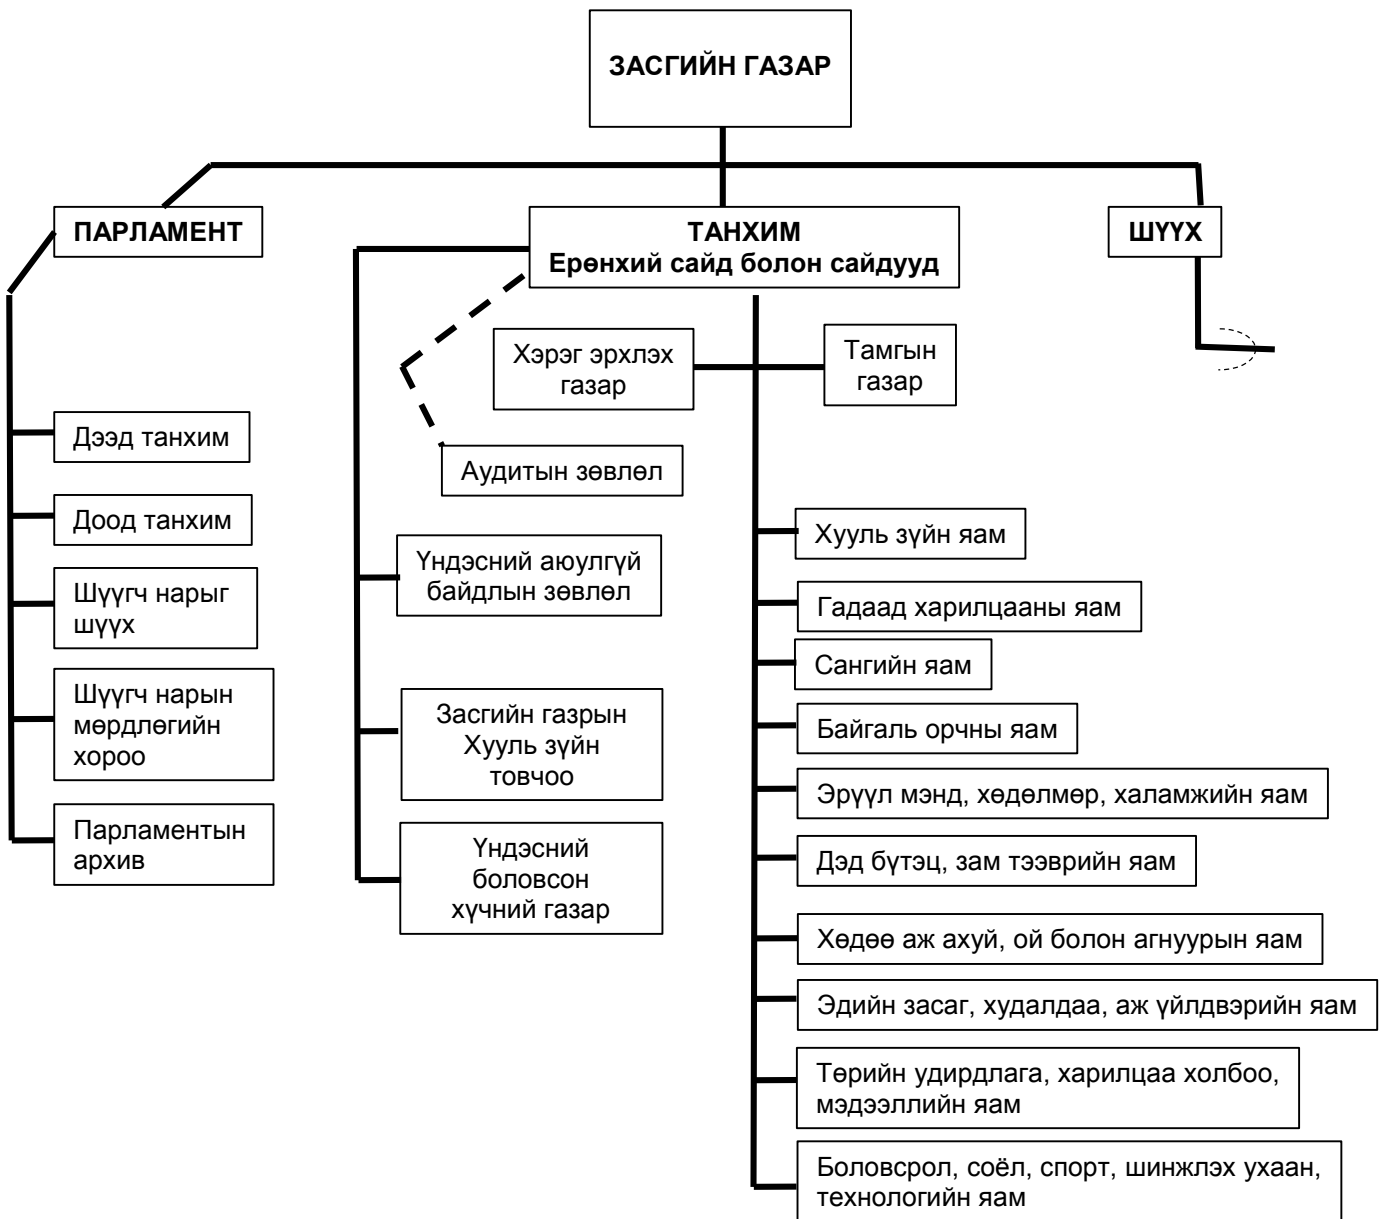 ЗАСГИЙН ГАЗАР
ПАРЛАМЕНТ
ТАНХИМ
Ерөнхий сайд болон сайдууд
ШҮҮХ
Хэрэг эрхлэх
газар
Тамгын
газар
Дээд танхим
Доод танхим
Шүүгч нарыг
шүүх
Шүүгч нарын
мөрдлөгийн
хороо
Парламентын
архив
Аудитын зөвлөл
Үндэсний аюулгүй
байдлын зөвлөл
Засгийн газрын
Хууль зүйн
товчоо
Үндэсний
боловсон
хүчний газар
Хууль зүйн яам
Гадаад харилцааны яам
Сангийн яам
Байгаль орчны яам
Эрүүл мэнд, хөдөлмөр, халамжийн яам
Дэд бүтэц, зам тээврийн яам
Хөдөө аж ахуй, ой болон агнуурын яам
Эдийн засаг, худалдаа, аж үйлдвэрийн яам
Төрийн удирдлага, харилцаа холбоо,
мэдээллийн яам
Боловсрол, соёл, спорт, шинжлэх ухаан,
технологийн яам